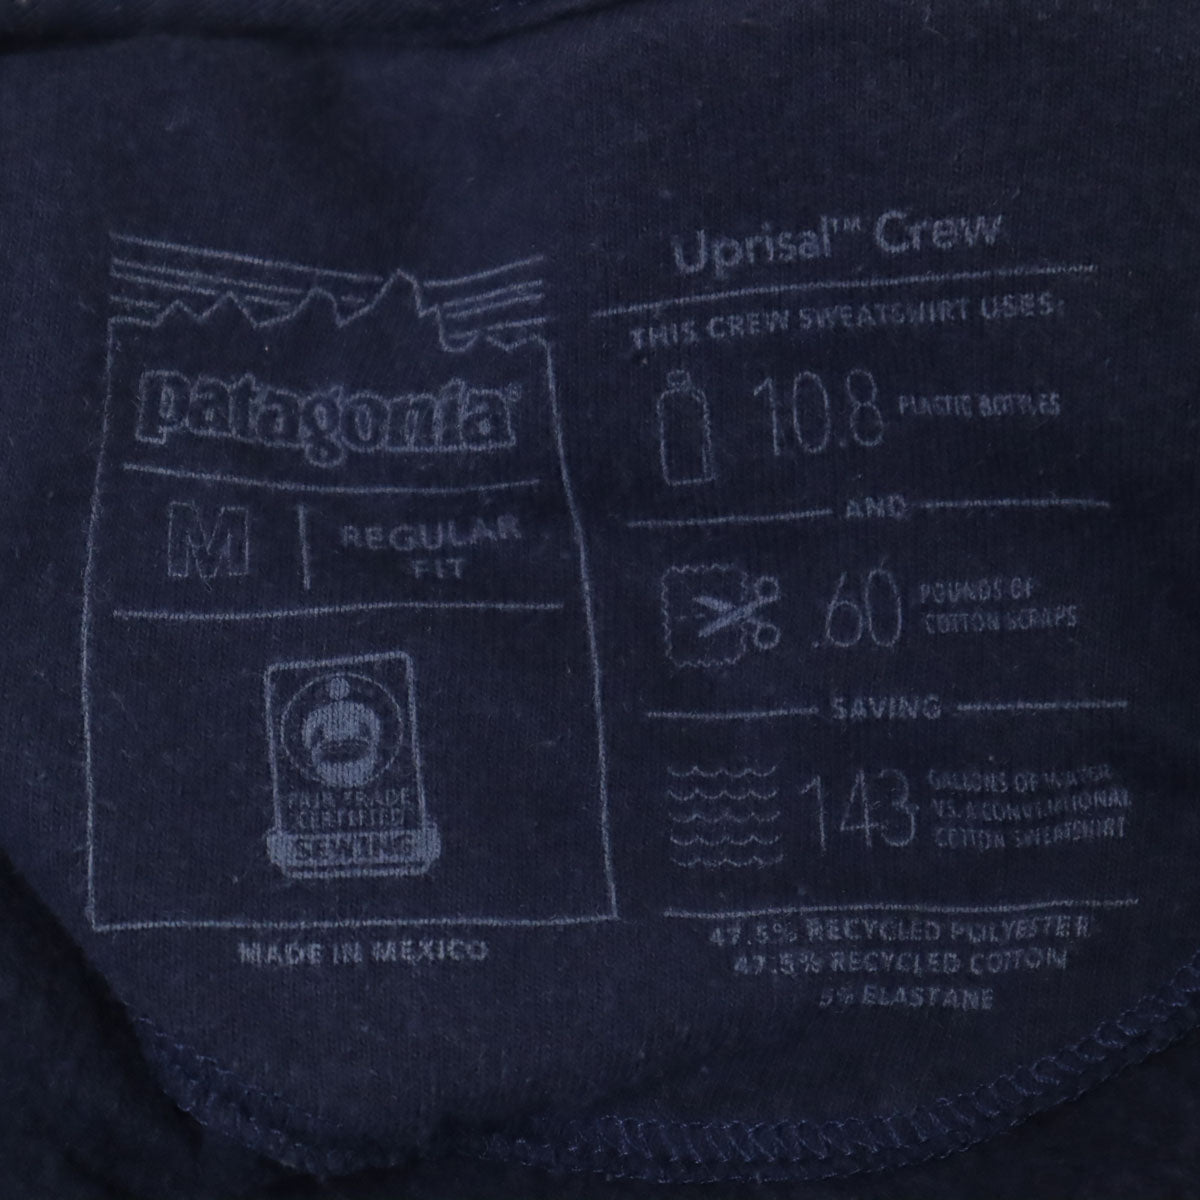 patagonia®
M
REGULAR
FIT
FAIR TRADE
CERTIFIED
SEWING
MADE IN MEXICO
Uprisal™ Crew
THIS CREW SWEATSHIRT USES:
10.8 PLASTIC BOTTLES
AND
.60 POUNDS OF
COTTON SCRAPS
SAVING
143 GALLONS OF WATER
VS. A CONVENTIONAL
COTTON SWEATSHIRT
47.5% RECYCLED POLYESTER
47.5% RECYCLED COTTON
5% ELASTANE